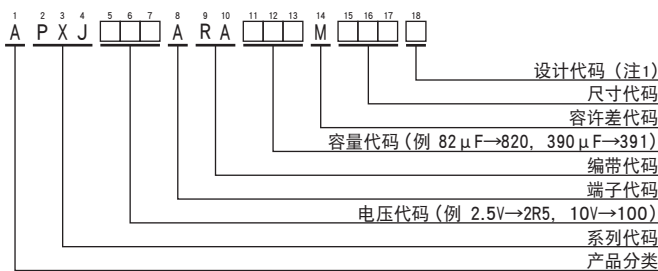 1 2 3 4 5 6 7 8 9 10 11 12 13 14 15 16 17 18
A P X J □□□ A R A □□□ M □□□ □
设计代码（注1）
尺寸代码
容许差代码
容量代码（例 82μF→820, 390μF→391）
编带代码
端子代码
电压代码（例 2.5V→2R5, 10V→100）
系列代码
产品分类